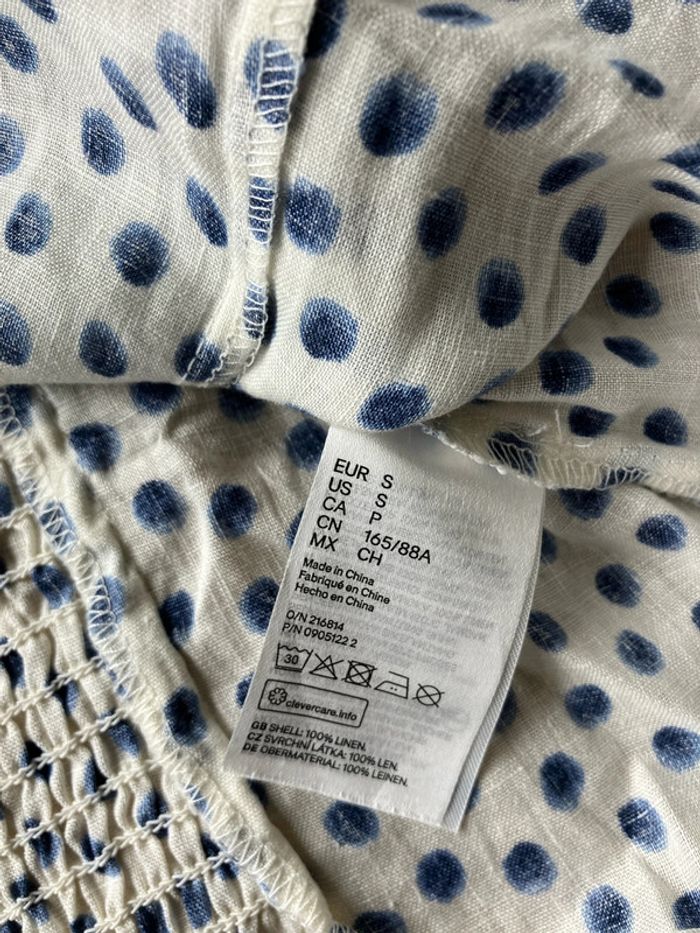 EUR S
US S
CA P
CN 165/88A
MX CH
Made in China
Fabriqué en Chine
Hecho en China
O/N 216814
P/N 0905122 2
30
clevercare.info
GB SHELL: 100% LINEN.
CZ SVRCHNÍ LÁTKA: 100% LEN.
DE OBERMATERIAL: 100% LEINEN.